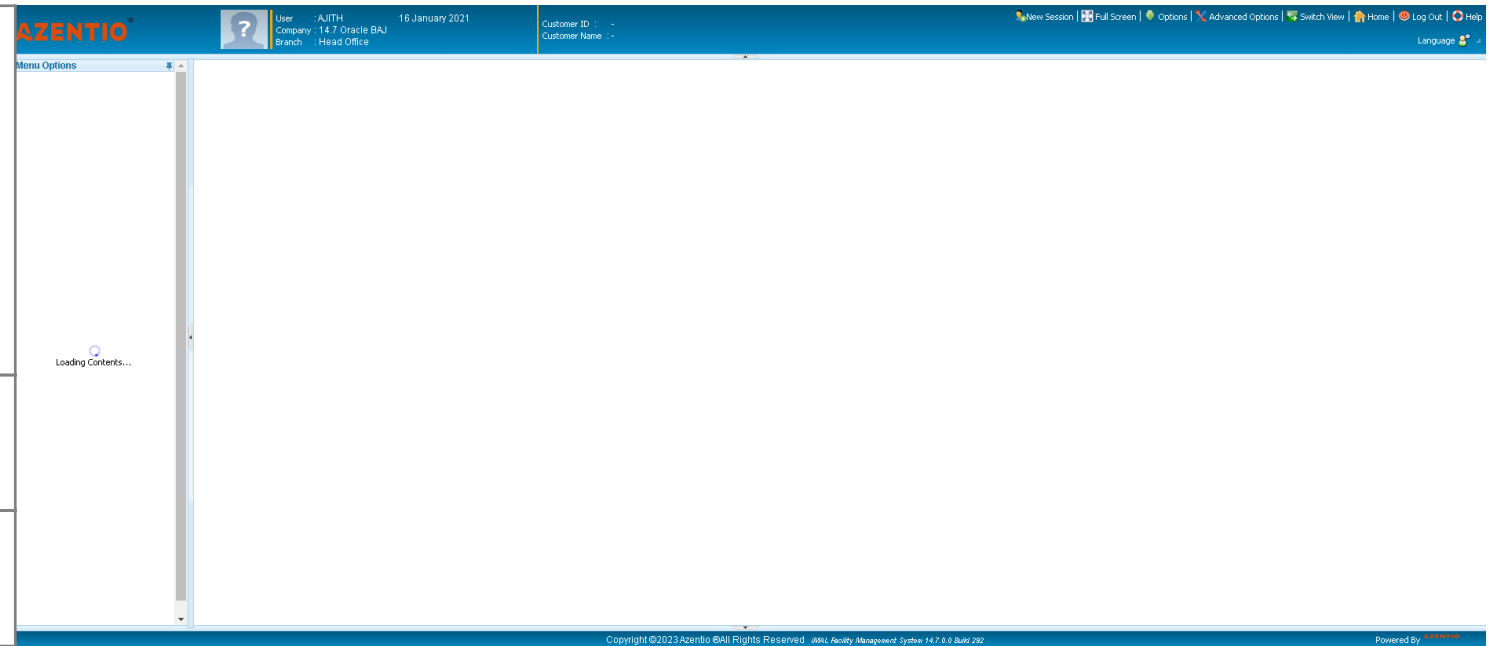 AZENTIO™
?
User : AJITH 16 January 2021
Company : 14.7 Oracle BAJ
Branch : Head Office
Customer ID : -
Customer Name : -
New Session | Full Screen | Options | Advanced Options | Switch View | Home | Log Out | Help
Language
Menu Options
Loading Contents...
Copyright ©2023 Azentio ®All Rights Reserved iMAL Facility Management System 14.7.0.0 Build 292
Powered By AZENTIO